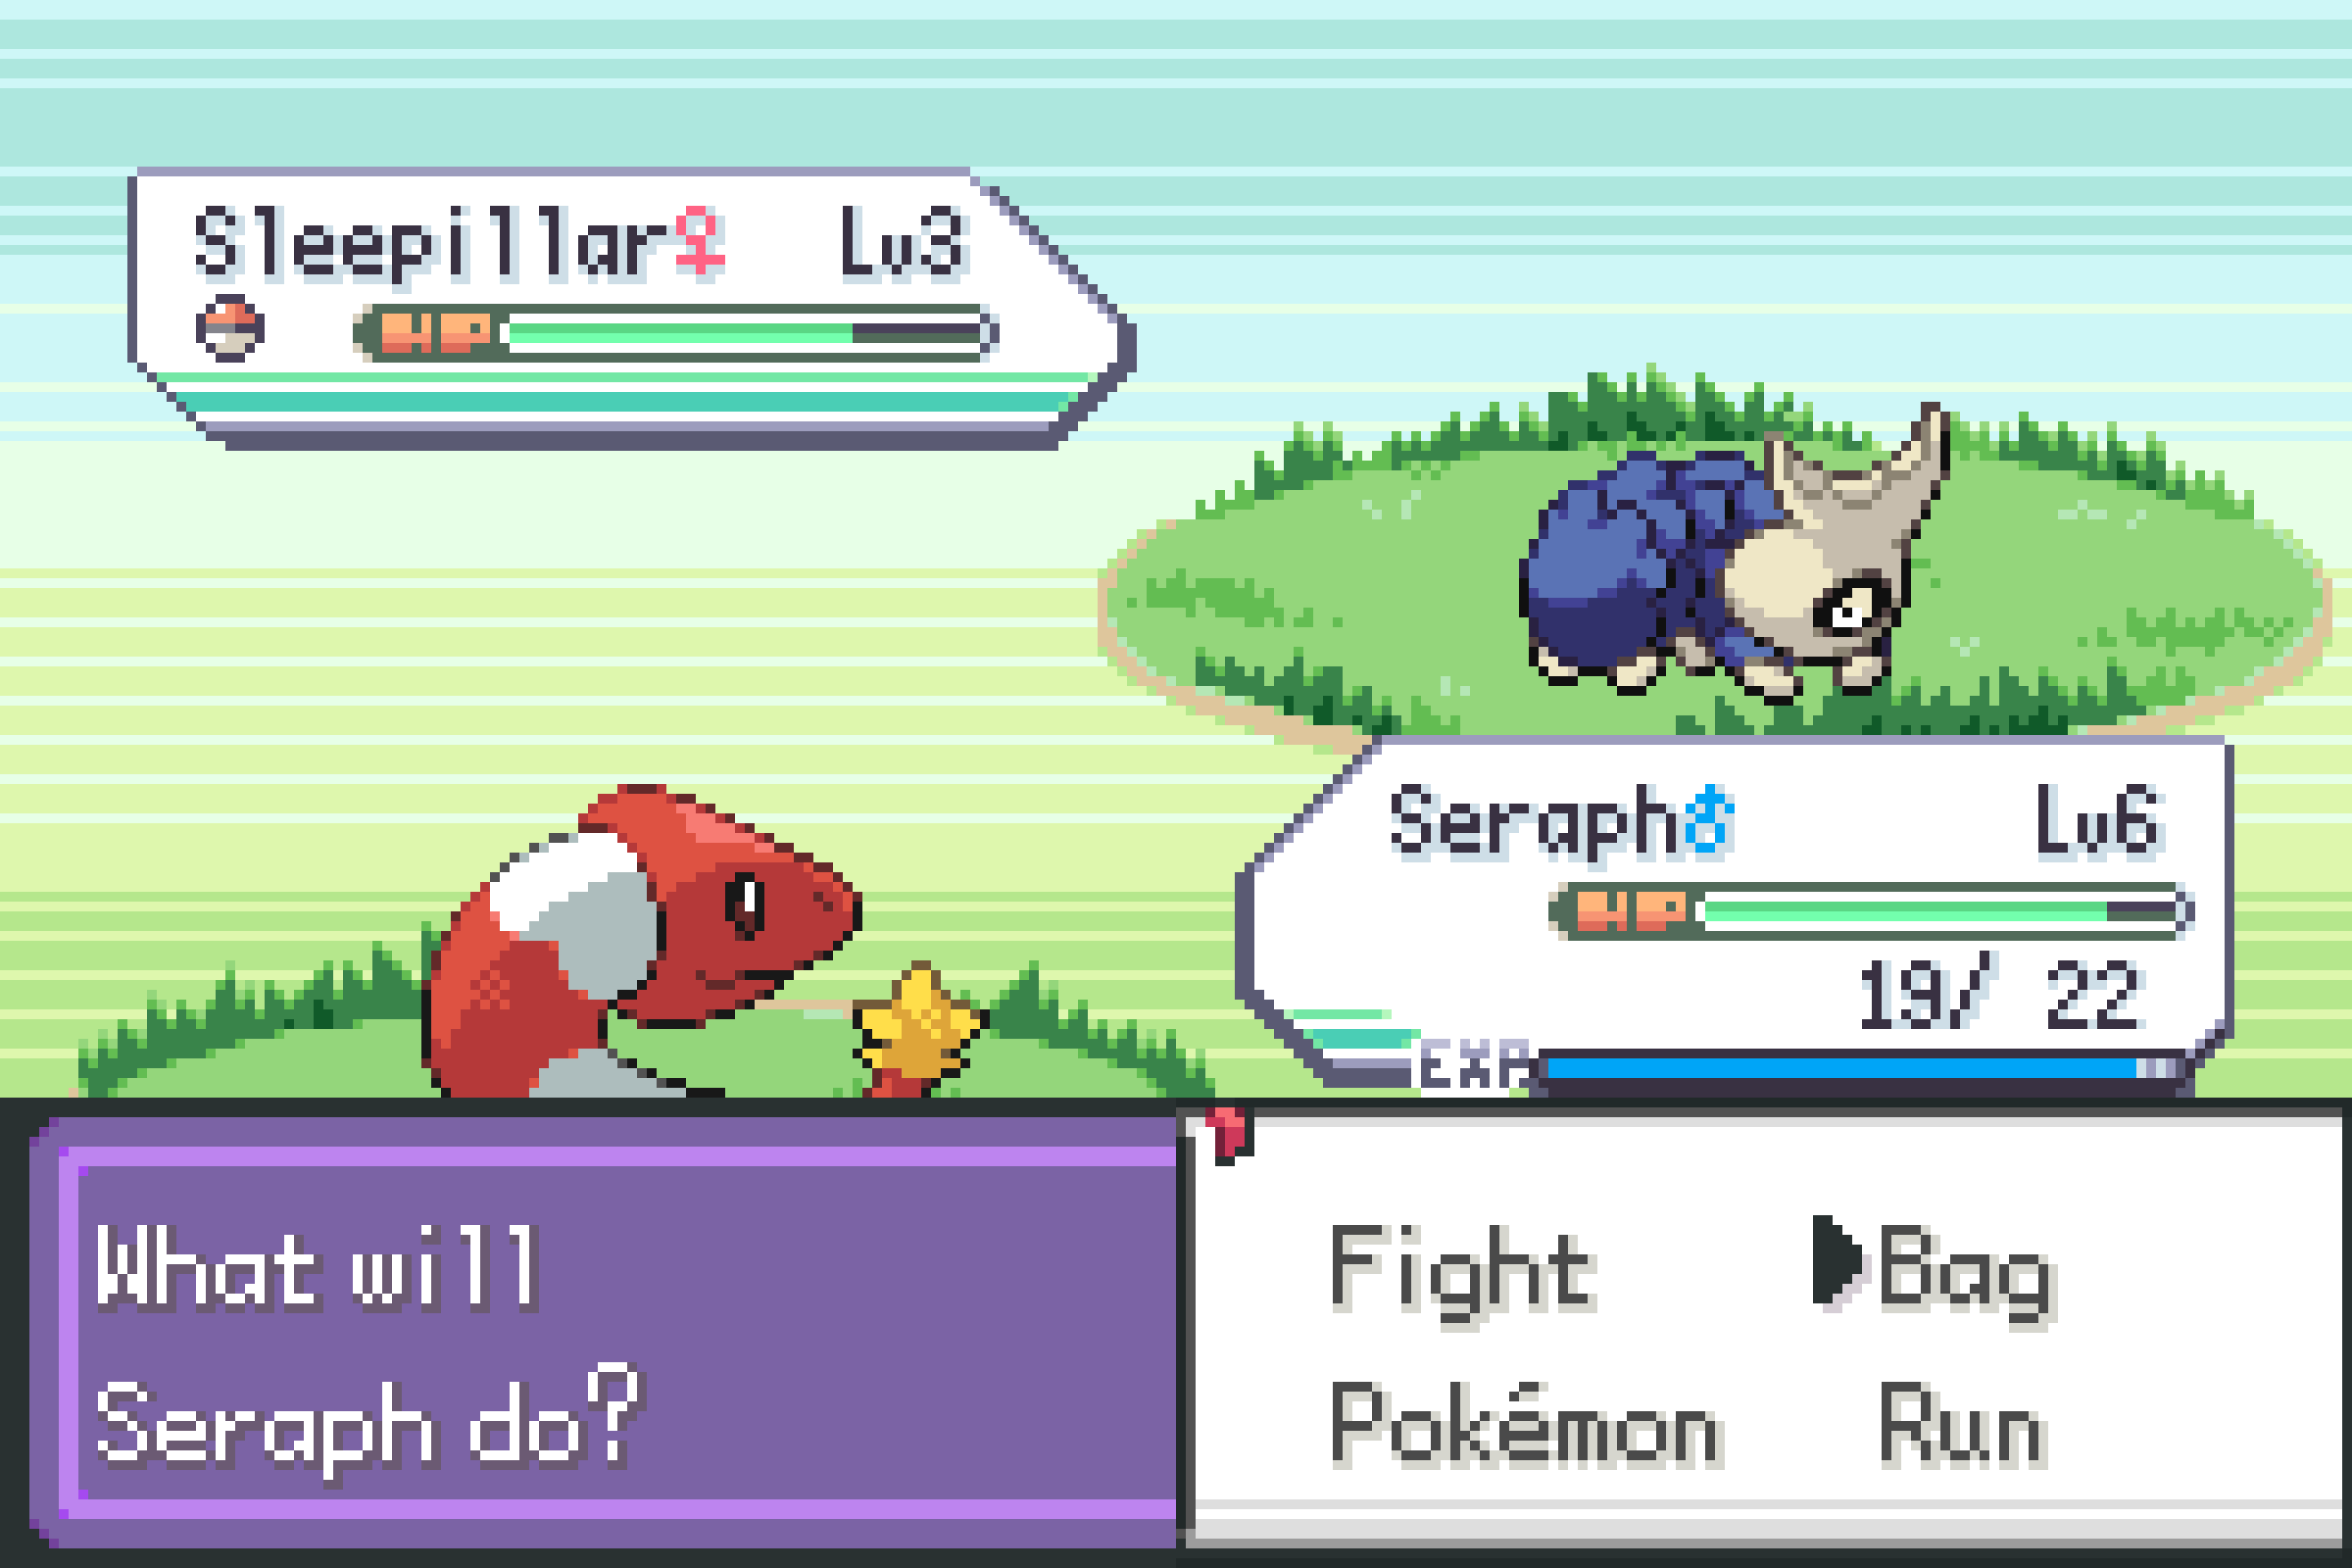 Sleepillar♀ Lv3
HP
Seraph♂ Lv6
HP
19/ 22
EXP
What will
Seraph do?
Fight Bag
Pokémon Run